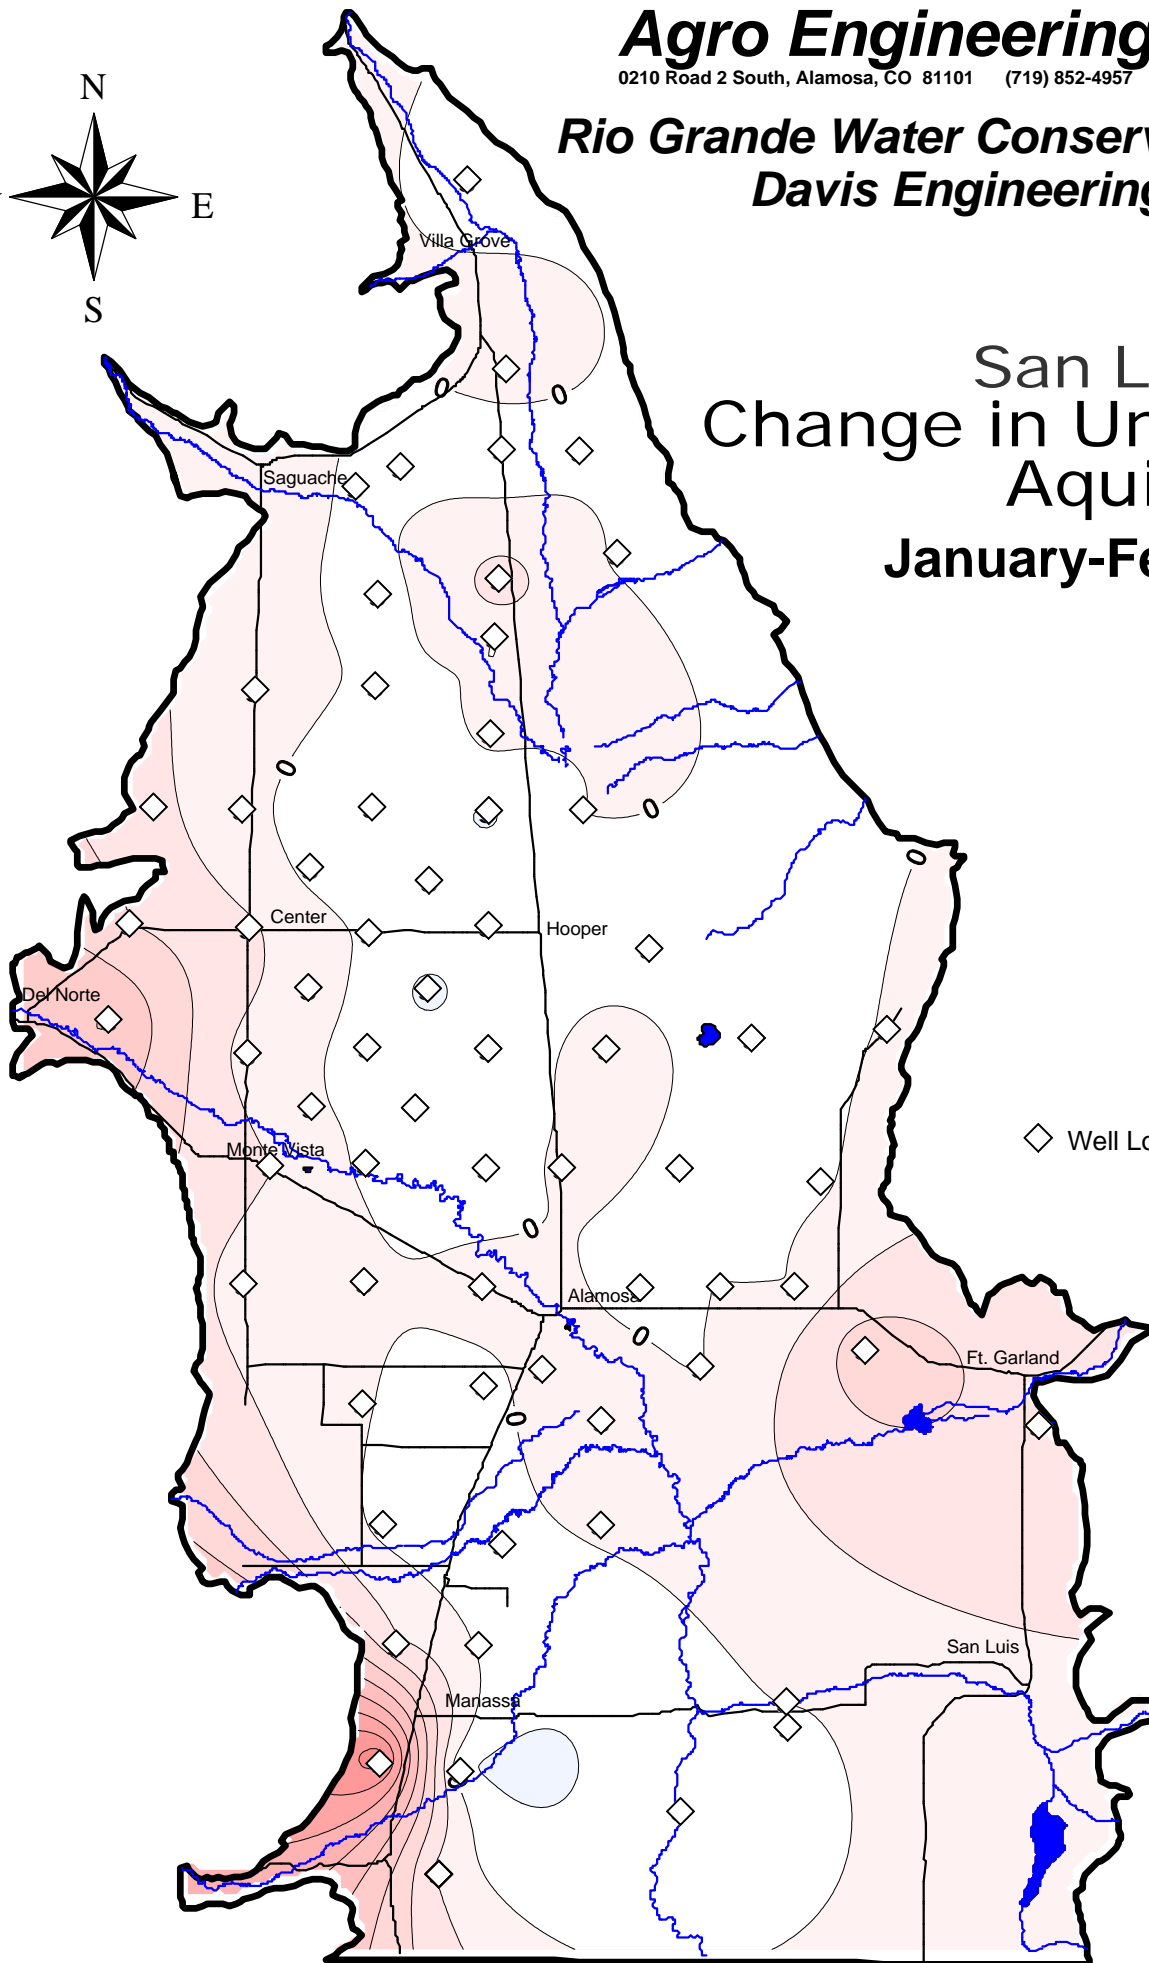 Agro Engineering
0210 Road 2 South, Alamosa, CO 81101 (719) 852-4957
Rio Grande Water Conserv
Davis Engineering
N
E
S
San L
Change in Un
Aqui
January-Fe
Villa Grove
0
0
Saguache
0
0
0
Center
Hooper
Del Norte
Well Lo
Monte Vista
0
Alamosa
0
Ft. Garland
0
San Luis
Manassa